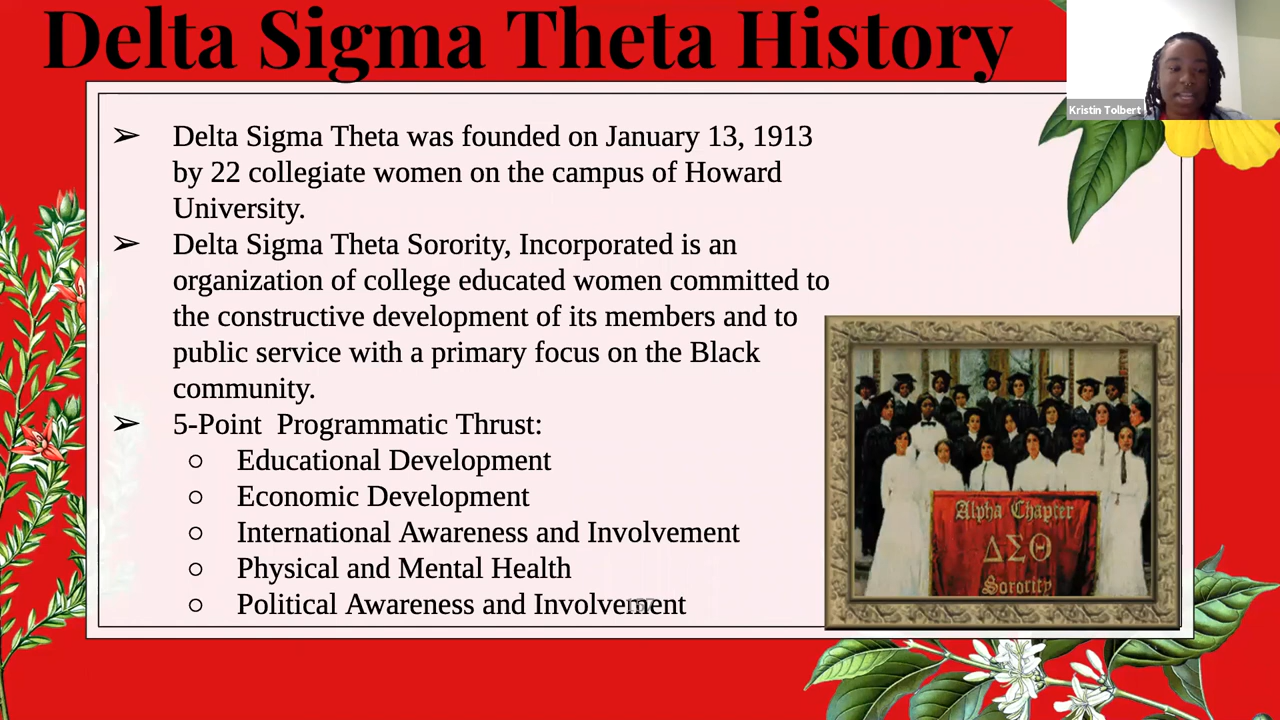 Delta Sigma Theta History
Kristin Tolbert
➢ Delta Sigma Theta was founded on January 13, 1913
by 22 collegiate women on the campus of Howard
University.
➢ Delta Sigma Theta Sorority, Incorporated is an
organization of college educated women committed to
the constructive development of its members and to
public service with a primary focus on the Black
community.
➢ 5-Point  Programmatic Thrust:
○ Educational Development
○ Economic Development
○ International Awareness and Involvement
○ Physical and Mental Health
○ Political Awareness and Involvement
Alpha Chapter
ΔΣΘ
Sorority